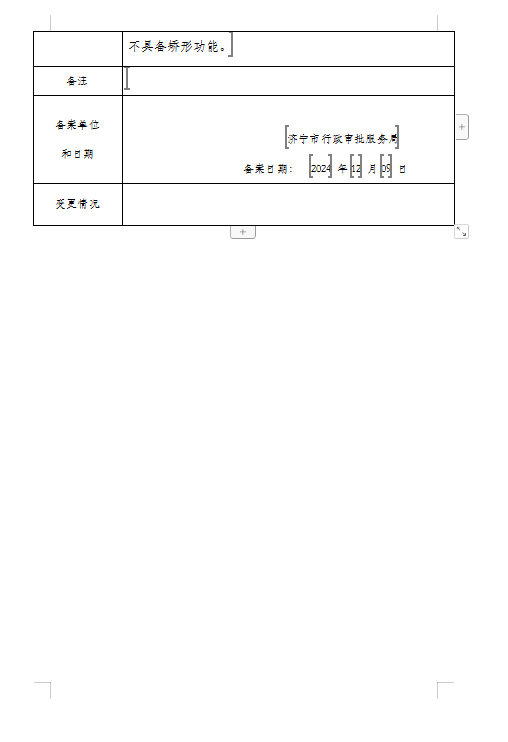 不具备矫形功能。
备注
备案单位
和日期
济宁市行政审批服务局
备案日期： 2024 年 12 月 09 日
变更情况